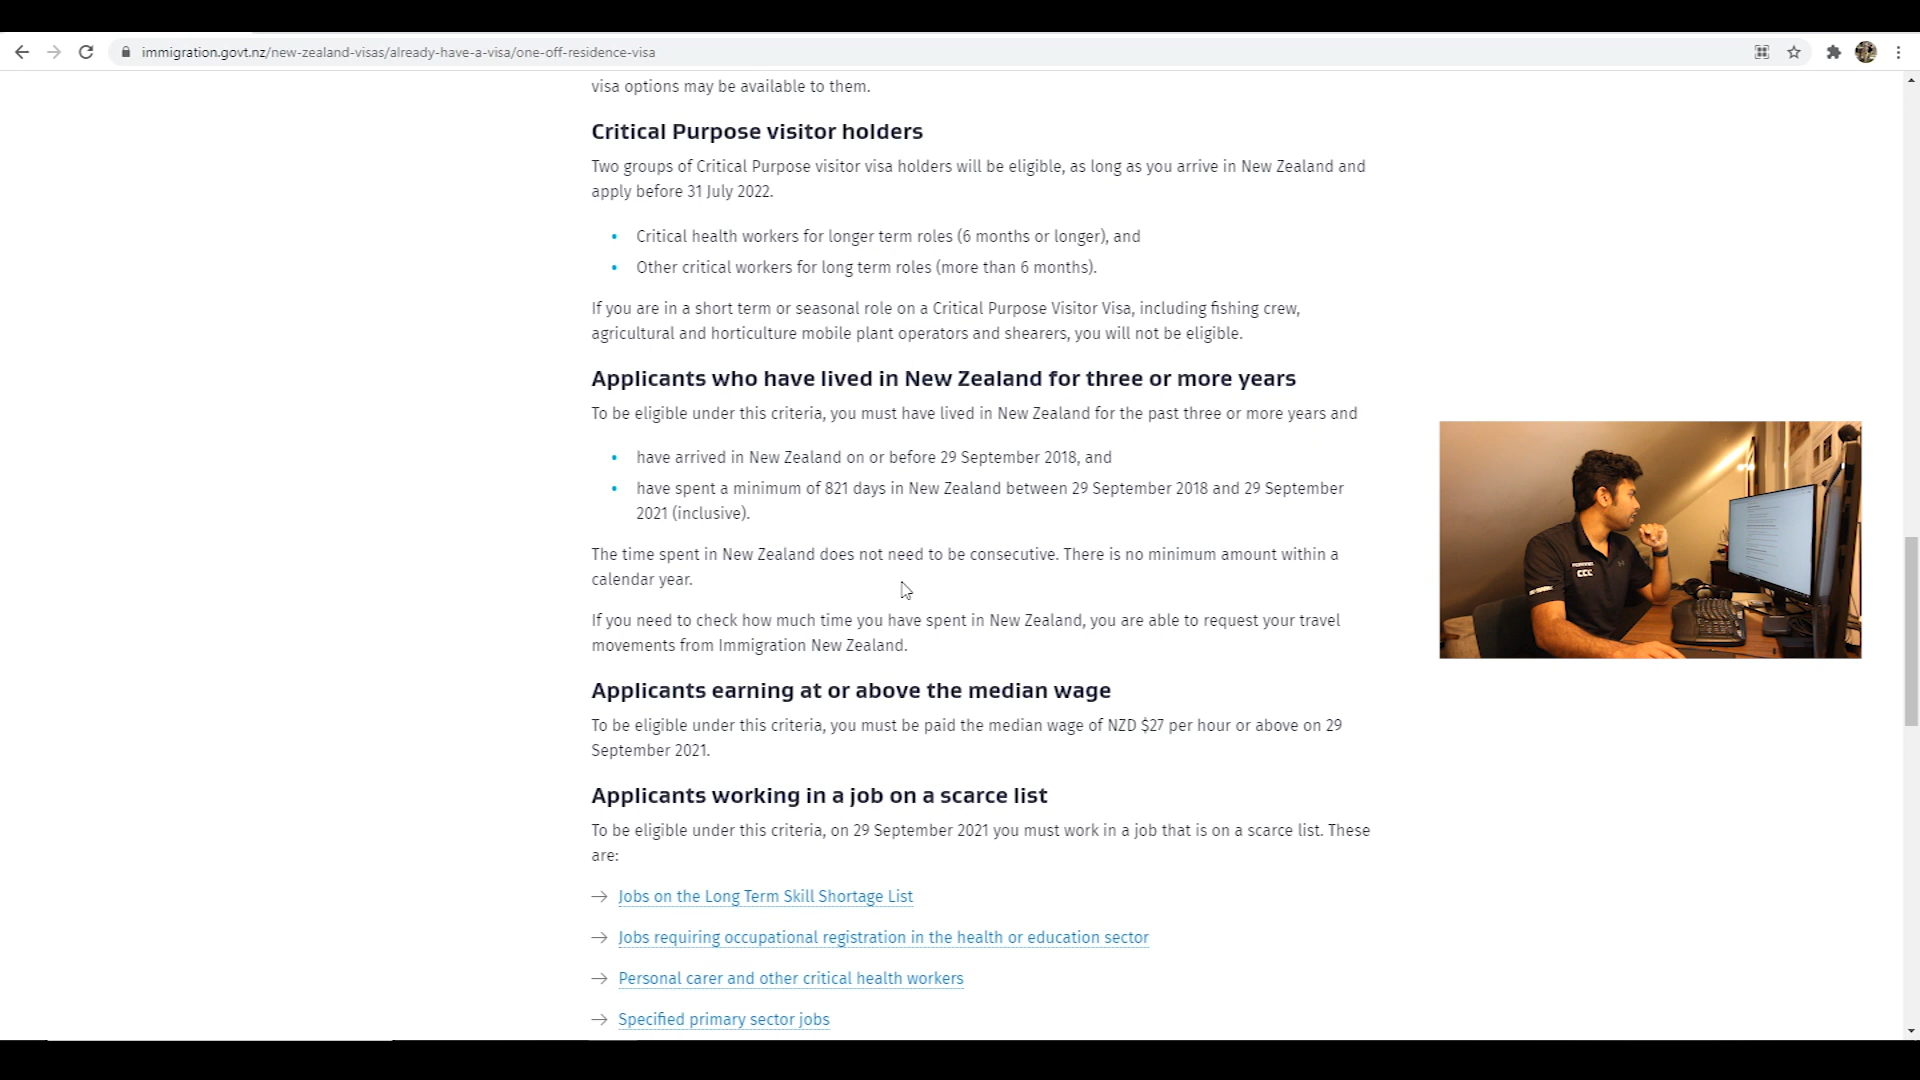 immigration.govt.nz/new-zealand-visas/already-have-a-visa/one-off-residence-visa
visa options may be available to them.
Critical Purpose visitor holders
Two groups of Critical Purpose visitor visa holders will be eligible, as long as you arrive in New Zealand and
apply before 31 July 2022.
• Critical health workers for longer term roles (6 months or longer), and
• Other critical workers for long term roles (more than 6 months).
If you are in a short term or seasonal role on a Critical Purpose Visitor Visa, including fishing crew,
agricultural and horticulture mobile plant operators and shearers, you will not be eligible.
Applicants who have lived in New Zealand for three or more years
To be eligible under this criteria, you must have lived in New Zealand for the past three or more years and
• have arrived in New Zealand on or before 29 September 2018, and
• have spent a minimum of 821 days in New Zealand between 29 September 2018 and 29 September
2021 (inclusive).
The time spent in New Zealand does not need to be consecutive. There is no minimum amount within a
calendar year.
If you need to check how much time you have spent in New Zealand, you are able to request your travel
movements from Immigration New Zealand.
Applicants earning at or above the median wage
To be eligible under this criteria, you must be paid the median wage of NZD $27 per hour or above on 29
September 2021.
Applicants working in a job on a scarce list
To be eligible under this criteria, on 29 September 2021 you must work in a job that is on a scarce list. These
are:
→ Jobs on the Long Term Skill Shortage List
→ Jobs requiring occupational registration in the health or education sector
→ Personal carer and other critical health workers
→ Specified primary sector jobs
CCC